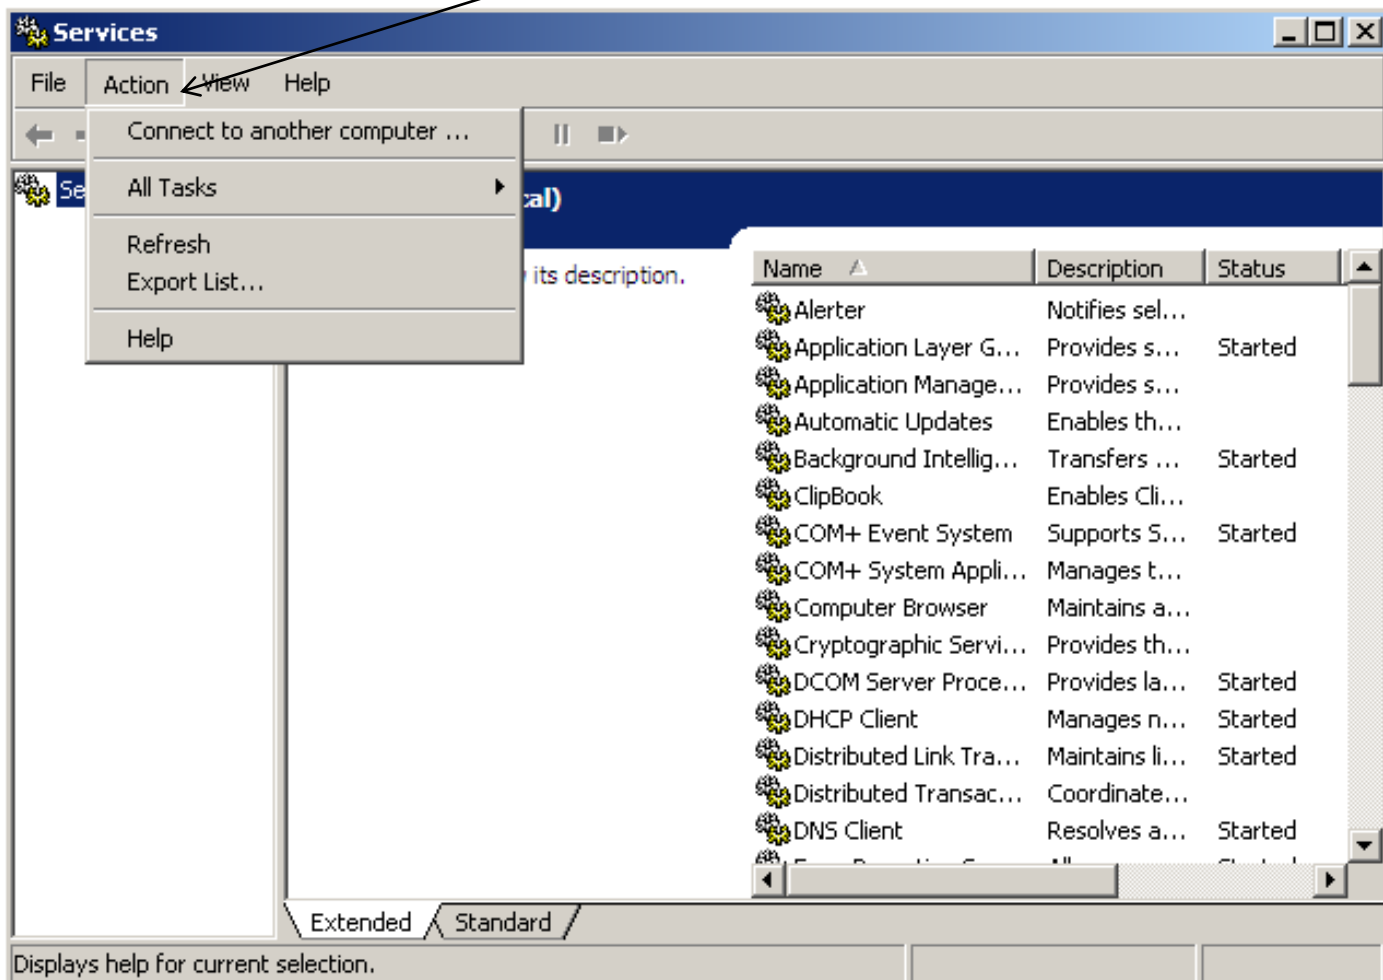 Services
File Action View Help
Connect to another computer ...
All Tasks
Refresh
Export List...
Help
its description.
Name Description Status
Alerter Notifies sel...
Application Layer G... Provides s... Started
Application Manage... Provides s...
Automatic Updates Enables th...
Background Intellig... Transfers ... Started
ClipBook Enables Cli...
COM+ Event System Supports S... Started
COM+ System Appli... Manages t...
Computer Browser Maintains a...
Cryptographic Servi... Provides th...
DCOM Server Proce... Provides la... Started
DHCP Client Manages n... Started
Distributed Link Tra... Maintains li... Started
Distributed Transac... Coordinate...
DNS Client Resolves a... Started
Extended Standard
Displays help for current selection.